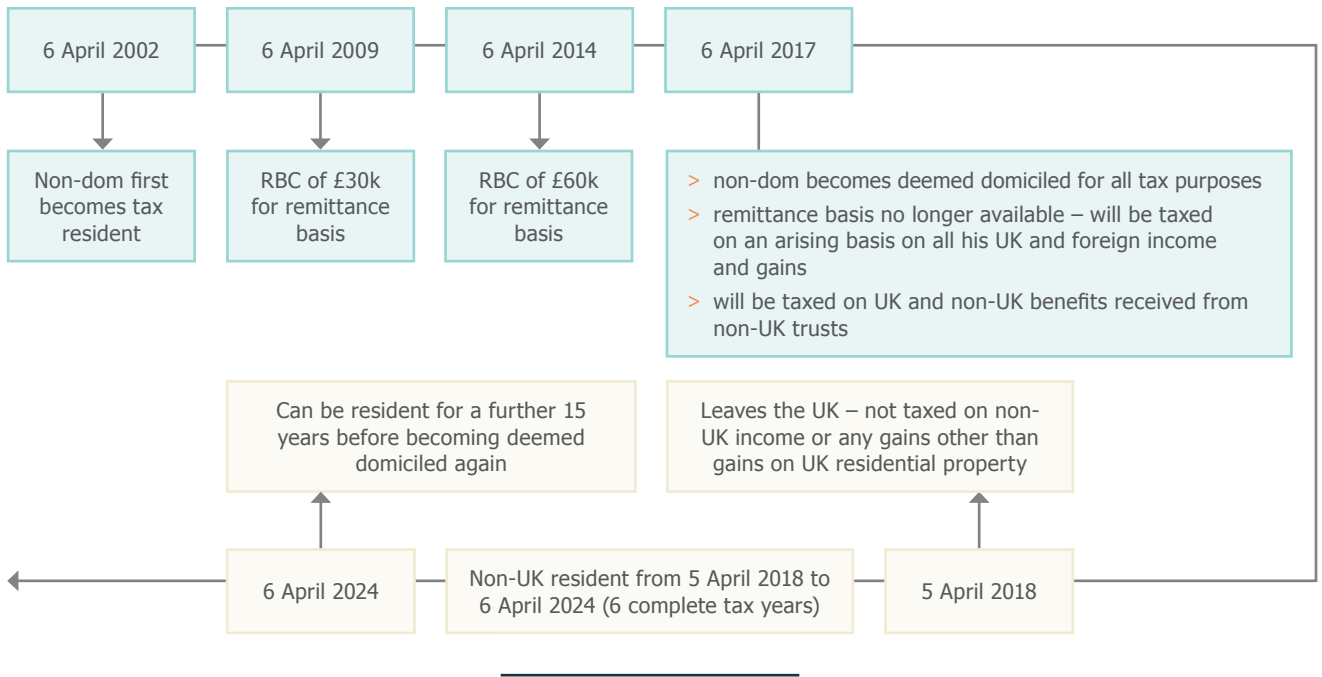 6 April 2002
6 April 2009
6 April 2014
6 April 2017
Non-dom first
becomes tax
resident
RBC of £30k
for remittance
basis
RBC of £60k
for remittance
basis
> non-dom becomes deemed domiciled for all tax purposes
> remittance basis no longer available – will be taxed
on an arising basis on all his UK and foreign income
and gains
> will be taxed on UK and non-UK benefits received from
non-UK trusts
Can be resident for a further 15
years before becoming deemed
domiciled again
Leaves the UK – not taxed on non-
UK income or any gains other than
gains on UK residential property
6 April 2024
Non-UK resident from 5 April 2018 to
6 April 2024 (6 complete tax years)
5 April 2018